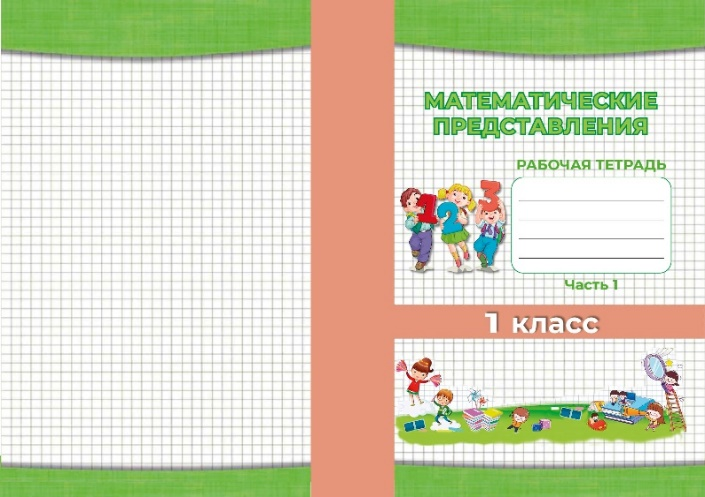 МАТЕМАТИЧЕСКИЕ
ПРЕДСТАВЛЕНИЯ
РАБОЧАЯ ТЕТРАДЬ
1 2 3
Часть 1
1 класс